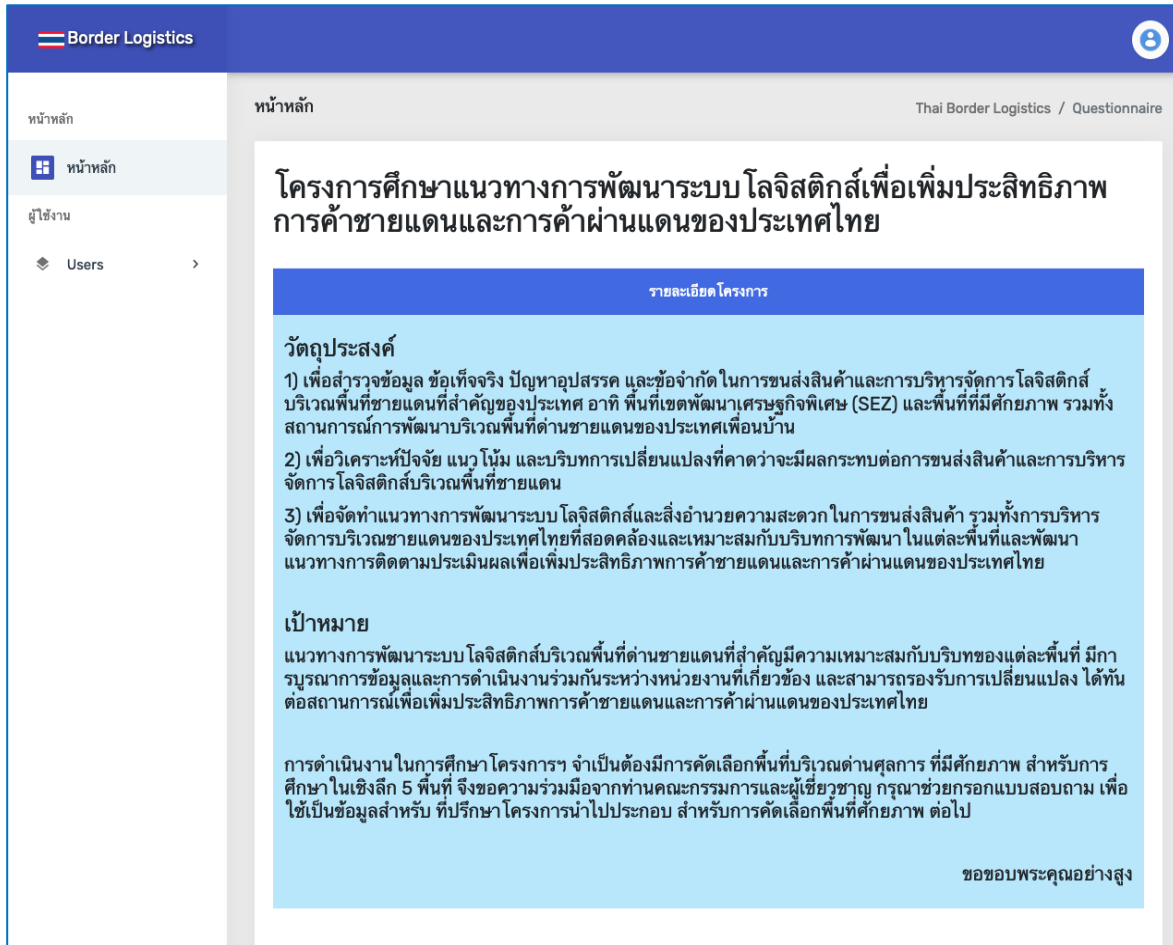 Border Logistics
หน้าหลัก
หน้าหลัก
ผู้ใช้งาน
Users
หน้าหลัก
Thai Border Logistics / Questionnaire
โครงการศึกษาแนวทางการพัฒนาระบบโลจิสติกส์เพื่อเพิ่มประสิทธิภาพ
การค้าชายแดนและการค้าผ่านแดนของประเทศไทย
รายละเอียดโครงการ
วัตถุประสงค์
1) เพื่อสำรวจข้อมูล ข้อเท็จจริง ปัญหาอุปสรรค และข้อจำกัดในการขนส่งสินค้าและการบริหารจัดการโลจิสติกส์
บริเวณพื้นที่ชายแดนที่สำคัญของประเทศ อาทิ พื้นที่เขตพัฒนาเศรษฐกิจพิเศษ (SEZ) และพื้นที่ที่มีศักยภาพ รวมทั้ง
สถานการณ์การพัฒนาบริเวณพื้นที่ด่านชายแดนของประเทศเพื่อนบ้าน
2) เพื่อวิเคราะห์ปัจจัย แนวโน้ม และบริบทการเปลี่ยนแปลงที่คาดว่าจะมีผลกระทบต่อการขนส่งสินค้าและการบริหาร
จัดการโลจิสติกส์บริเวณพื้นที่ชายแดน
3) เพื่อจัดทำแนวทางการพัฒนาระบบโลจิสติกส์และสิ่งอำนวยความสะดวกในการขนส่งสินค้า รวมทั้งการบริหาร
จัดการบริเวณชายแดนของประเทศไทยที่สอดคล้องและเหมาะสมกับบริบทการพัฒนาในแต่ละพื้นที่และพัฒนา
แนวทางการติดตามประเมินผลเพื่อเพิ่มประสิทธิภาพการค้าชายแดนและการค้าผ่านแดนของประเทศไทย
เป้าหมาย
แนวทางการพัฒนาระบบโลจิสติกส์บริเวณพื้นที่ด่านชายแดนที่สำคัญมีความเหมาะสมกับบริบทของแต่ละพื้นที่ มีกา
รบูรณาการข้อมูลและการดำเนินงานร่วมกันระหว่างหน่วยงานที่เกี่ยวข้อง และสามารถรองรับการเปลี่ยนแปลง ได้ทัน
ต่อสถานการณ์เพื่อเพิ่มประสิทธิภาพการค้าชายแดนและการค้าผ่านแดนของประเทศไทย
การดำเนินงานในการศึกษาโครงการฯ จำเป็นต้องมีการคัดเลือกพื้นที่บริเวณด่านศุลการ ที่มีศักยภาพ สำหรับการ
ศึกษาในเชิงลึก 5 พื้นที่ จึงขอความร่วมมือจากท่านคณะกรรมการและผู้เชี่ยวชาญ กรุณาช่วยกรอกแบบสอบถาม เพื่อ
ใช้เป็นข้อมูลสำหรับ ที่ปรึกษาโครงการนำไปประกอบ สำหรับการคัดเลือกพื้นที่ศักยภาพ ต่อไป
ขอขอบพระคุณอย่างสูง